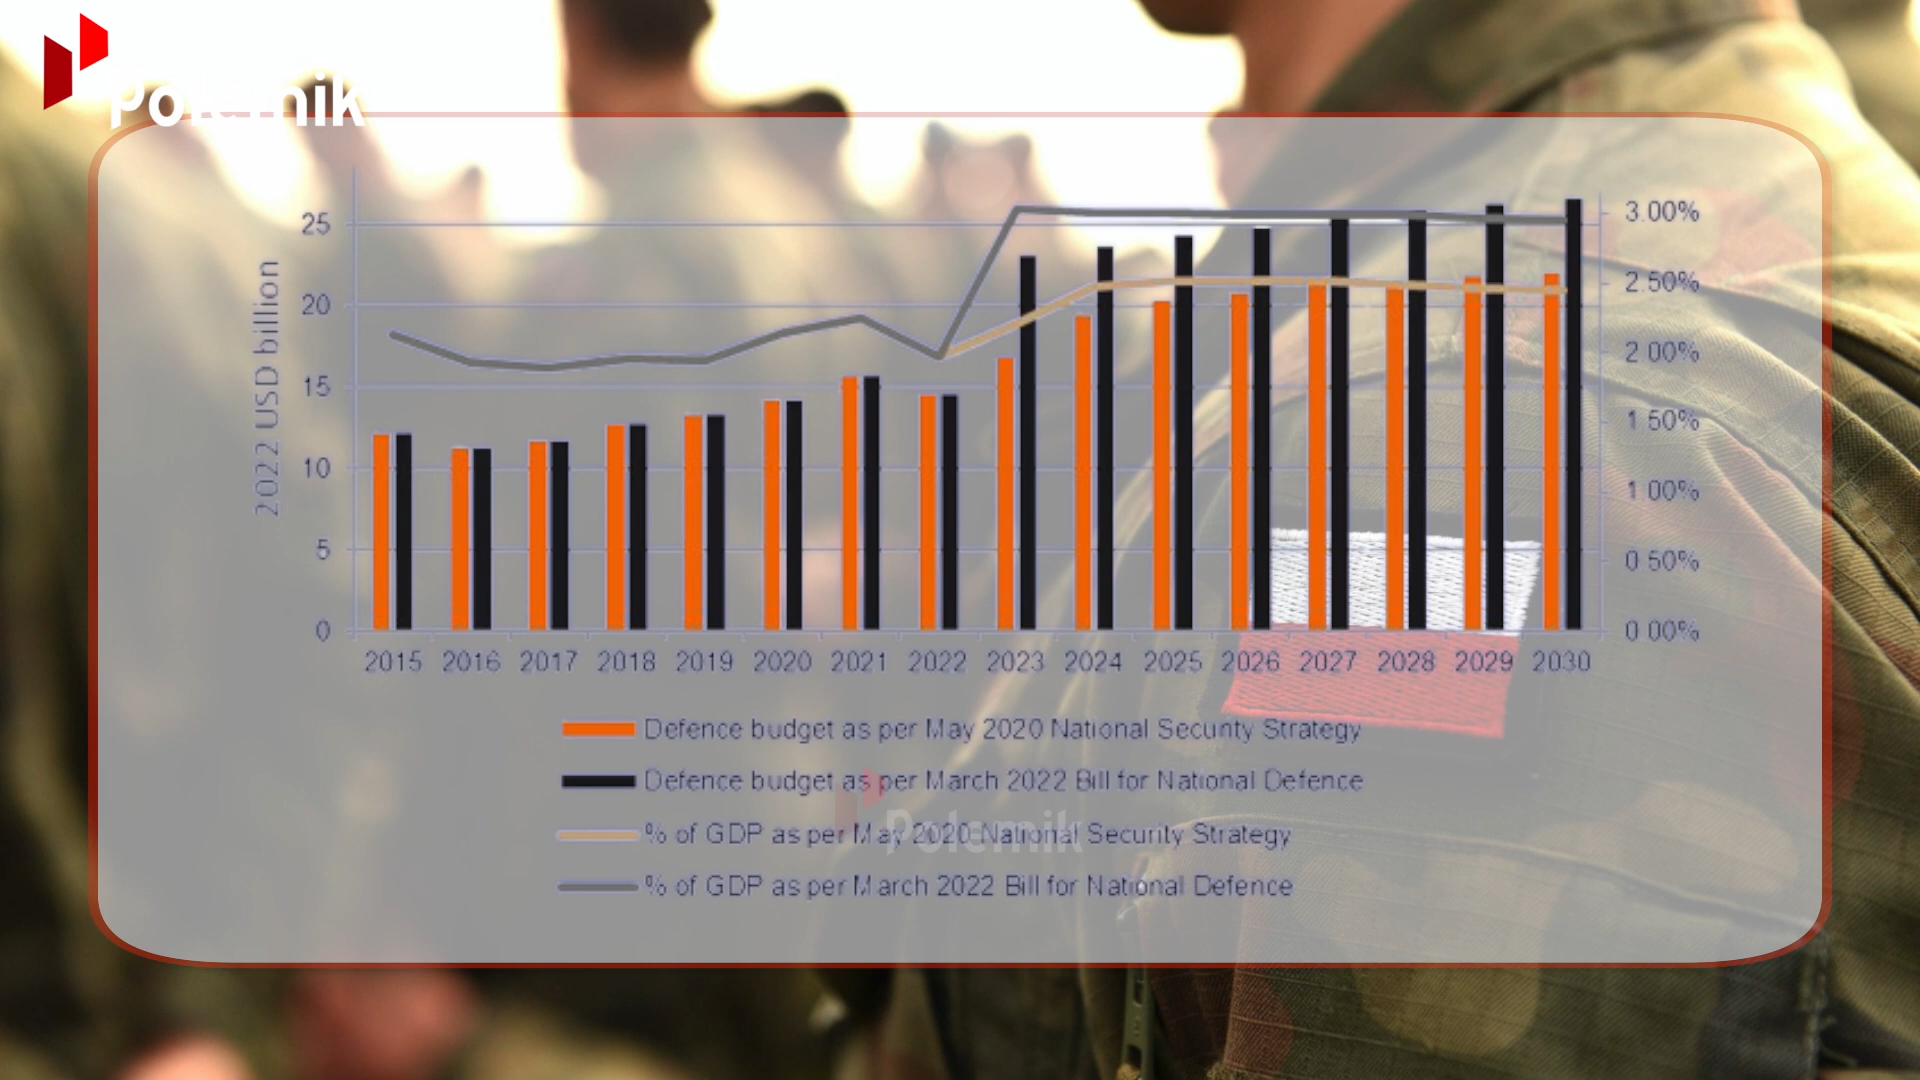 Polemik
25
20
15
10
5
0
2022 USD billion
3.00%
2.50%
2.00%
1.50%
1.00%
0.50%
0.00%
2015 2016 2017 2018 2019 2020 2021 2022 2023 2024 2025 2026 2027 2028 2029 2030
Defence budget as per May 2020 National Security Strategy
Defence budget as per March 2022 Bill for National Defence
% of GDP as per May 2020 National Security Strategy
Polemik
% of GDP as per March 2022 Bill for National Defence